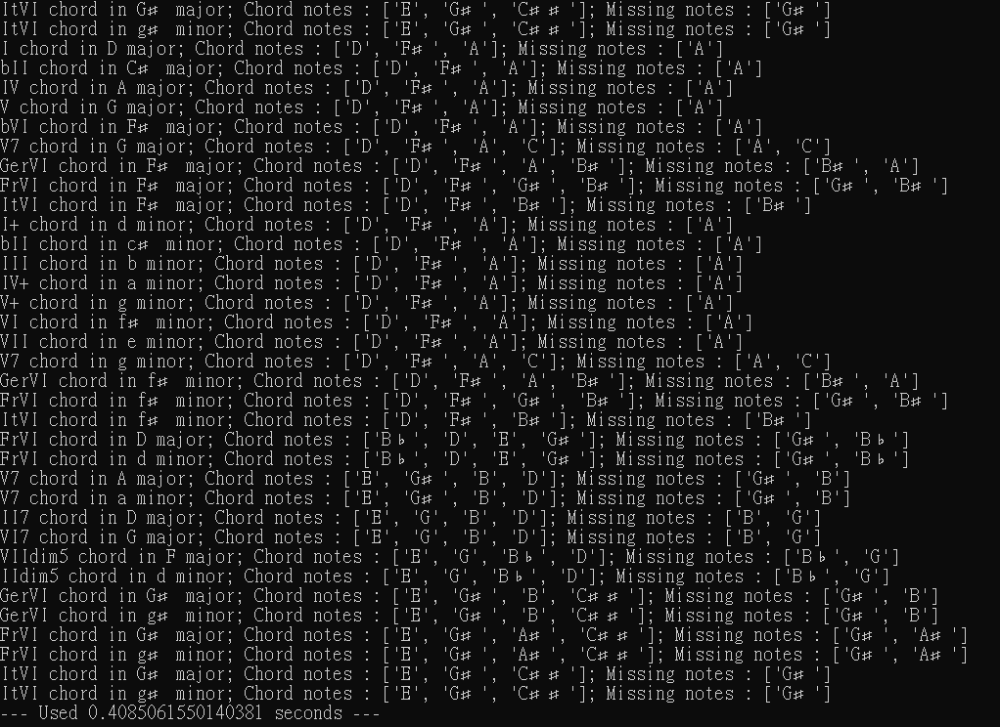 ItVI chord in G♯ major; Chord notes : ['E', 'G♯ ', 'C♯ ♯ ']; Missing notes : ['G♯ ']
ItVI chord in g♯ minor; Chord notes : ['E', 'G♯ ', 'C♯ ♯ ']; Missing notes : ['G♯ ']
I chord in D major; Chord notes : ['D', 'F♯ ', 'A']; Missing notes : ['A']
bII chord in C♯ major; Chord notes : ['D', 'F♯ ', 'A']; Missing notes : ['A']
IV chord in A major; Chord notes : ['D', 'F♯ ', 'A']; Missing notes : ['A']
V chord in G major; Chord notes : ['D', 'F♯ ', 'A']; Missing notes : ['A']
bVI chord in F♯ major; Chord notes : ['D', 'F♯ ', 'A']; Missing notes : ['A']
V7 chord in G major; Chord notes : ['D', 'F♯ ', 'A', 'C']; Missing notes : ['A', 'C']
GerVI chord in F♯ major; Chord notes : ['D', 'F♯ ', 'A', 'B♯ ']; Missing notes : ['B♯ ', 'A']
FrVI chord in F♯ major; Chord notes : ['D', 'F♯ ', 'G♯ ', 'B♯ ']; Missing notes : ['G♯ ', 'B♯ ']
ItVI chord in F♯ major; Chord notes : ['D', 'F♯ ', 'B♯ ']; Missing notes : ['B♯ ']
I+ chord in d minor; Chord notes : ['D', 'F♯ ', 'A']; Missing notes : ['A']
bII chord in c♯ minor; Chord notes : ['D', 'F♯ ', 'A']; Missing notes : ['A']
III chord in b minor; Chord notes : ['D', 'F♯ ', 'A']; Missing notes : ['A']
IV+ chord in a minor; Chord notes : ['D', 'F♯ ', 'A']; Missing notes : ['A']
V+ chord in g minor; Chord notes : ['D', 'F♯ ', 'A']; Missing notes : ['A']
VI chord in f♯ minor; Chord notes : ['D', 'F♯ ', 'A']; Missing notes : ['A']
VII chord in e minor; Chord notes : ['D', 'F♯ ', 'A']; Missing notes : ['A']
V7 chord in g minor; Chord notes : ['D', 'F♯ ', 'A', 'C']; Missing notes : ['A', 'C']
GerVI chord in f♯ minor; Chord notes : ['D', 'F♯ ', 'A', 'B♯ ']; Missing notes : ['B♯ ', 'A']
FrVI chord in f♯ minor; Chord notes : ['D', 'F♯ ', 'G♯ ', 'B♯ ']; Missing notes : ['G♯ ', 'B♯ ']
ItVI chord in f♯ minor; Chord notes : ['D', 'F♯ ', 'B♯ ']; Missing notes : ['B♯ ']
FrVI chord in D major; Chord notes : ['B♭', 'D', 'E', 'G♯ ']; Missing notes : ['G♯ ', 'B♭']
FrVI chord in d minor; Chord notes : ['B♭', 'D', 'E', 'G♯ ']; Missing notes : ['G♯ ', 'B♭']
V7 chord in A major; Chord notes : ['E', 'G♯ ', 'B', 'D']; Missing notes : ['G♯ ', 'B']
V7 chord in a minor; Chord notes : ['E', 'G♯ ', 'B', 'D']; Missing notes : ['G♯ ', 'B']
II7 chord in D major; Chord notes : ['E', 'G', 'B', 'D']; Missing notes : ['B', 'G']
VI7 chord in G major; Chord notes : ['E', 'G', 'B', 'D']; Missing notes : ['B', 'G']
VIIdim5 chord in F major; Chord notes : ['E', 'G', 'B♭', 'D']; Missing notes : ['B♭', 'G']
IIdim5 chord in d minor; Chord notes : ['E', 'G', 'B♭', 'D']; Missing notes : ['B♭', 'G']
GerVI chord in G♯ major; Chord notes : ['E', 'G♯ ', 'B', 'C♯ ♯ ']; Missing notes : ['G♯ ', 'B']
GerVI chord in g♯ minor; Chord notes : ['E', 'G♯ ', 'B', 'C♯ ♯ ']; Missing notes : ['G♯ ', 'B']
FrVI chord in G♯ major; Chord notes : ['E', 'G♯ ', 'A♯ ', 'C♯ ♯ ']; Missing notes : ['G♯ ', 'A♯ ']
FrVI chord in g♯ minor; Chord notes : ['E', 'G♯ ', 'A♯ ', 'C♯ ♯ ']; Missing notes : ['G♯ ', 'A♯ ']
ItVI chord in G♯ major; Chord notes : ['E', 'G♯ ', 'C♯ ♯ ']; Missing notes : ['G♯ ']
ItVI chord in g♯ minor; Chord notes : ['E', 'G♯ ', 'C♯ ♯ ']; Missing notes : ['G♯ ']
--- Used 0.4085061550140381 seconds ---